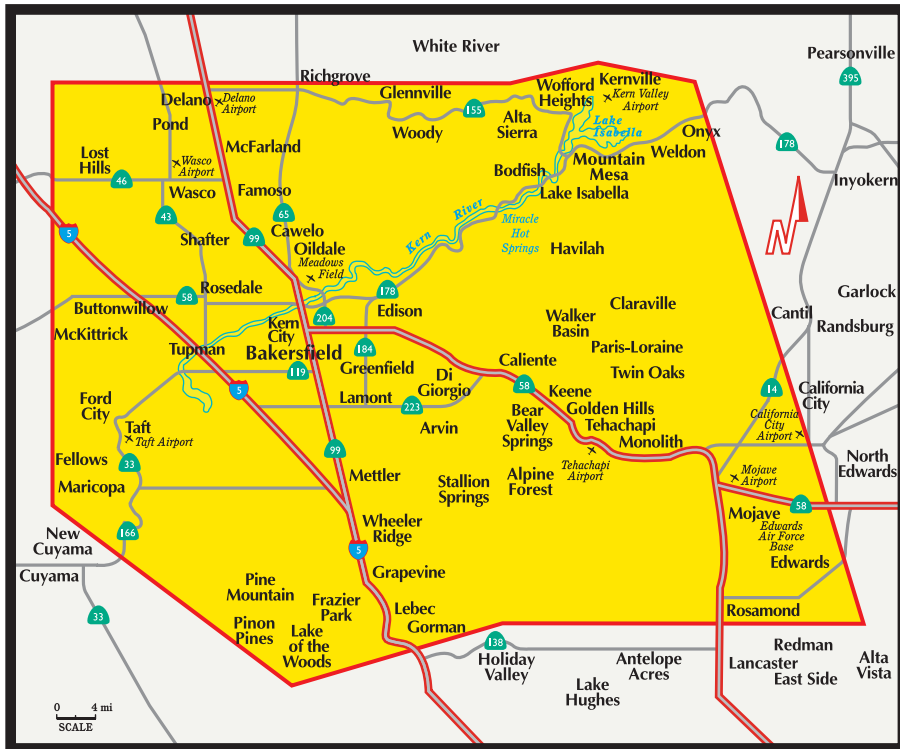 White River
Pearsonville
395
Richgrove
Wofford
Heights
Kernville
Kern Valley
Airport
Glennville
155
Delano
Delano
Airport
Pond
Alta
Sierra
Lake
Isabella
Woody
Onyx
178
McFarland
Weldon
Lost
Hills
Wasco
Airport
Mountain
Mesa
Bodfish
46
Inyokern
Wasco
Famoso
Lake Isabella
N
43
65
Kern River
Miracle
Hot
Springs
5
99
Cawelo
Shafter
Oildale
Havilah
Meadows
Field
58
Rosedale
178
Garlock
Buttonwillow
204
Edison
Claraville
Cantil
McKittrick
Kern
City
Walker
Basin
Randsburg
Tupman
Bakersfield
184
Paris-Loraine
Caliente
119
Greenfield
Di
Giorgio
Twin Oaks
5
58
Keene
14
California
City
Ford
City
Lamont
223
Bear
Valley
Springs
Golden Hills
California
City
Airport
Taft
Taft Airport
Arvin
Tehachapi
Monolith
99
Fellows
33
Tehachapi
Airport
North
Edwards
Mettler
Alpine
Forest
Mojave
Airport
Maricopa
Stallion
Springs
58
Wheeler
Ridge
Mojave
166
New
Cuyama
Edwards
Air Force
Base
5
Edwards
Cuyama
Grapevine
Pine
Mountain
33
Frazier
Park
Lebec
Rosamond
Pinon
Pines
Lake
of the
Woods
Gorman
138
Holiday
Valley
Antelope
Acres
Redman
Lancaster
East Side
Alta
Vista
Lake
Hughes
0 4 mi
SCALE